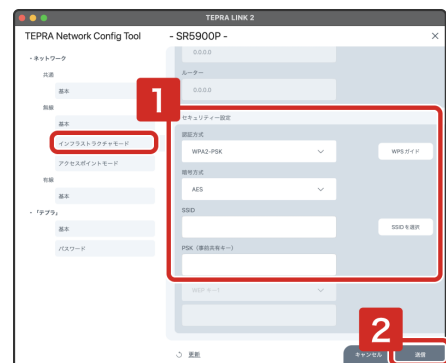 TEPRA LINK 2
TEPRA Network Config Tool
- SR5900P -
×
- ネットワーク
共通
基本
無線
基本
インフラストラクチャモード
アクセスポイントモード
有線
基本
- 「テプラ」
基本
パスワード
0.0.0.0
ルーター
0.0.0.0
1
セキュリティー設定
認証方式
WPA2-PSK
WPSガイド
暗号方式
AES
SSID
SSIDを選択
PSK（事前共有キー）
WEP キー1
更新
2
キャンセル
送信